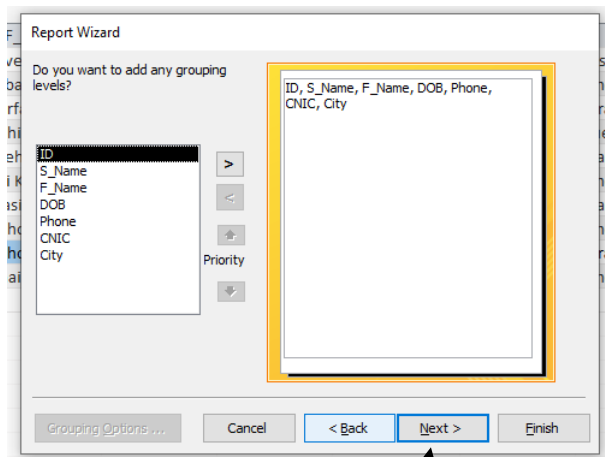 Report Wizard
Do you want to add any grouping
levels?
ID, S_Name, F_Name, DOB, Phone,
CNIC, City
ID
S_Name
F_Name
DOB
Phone
CNIC
City
>
<
Priority
Grouping Options ...
Cancel
< Back
Next >
Finish